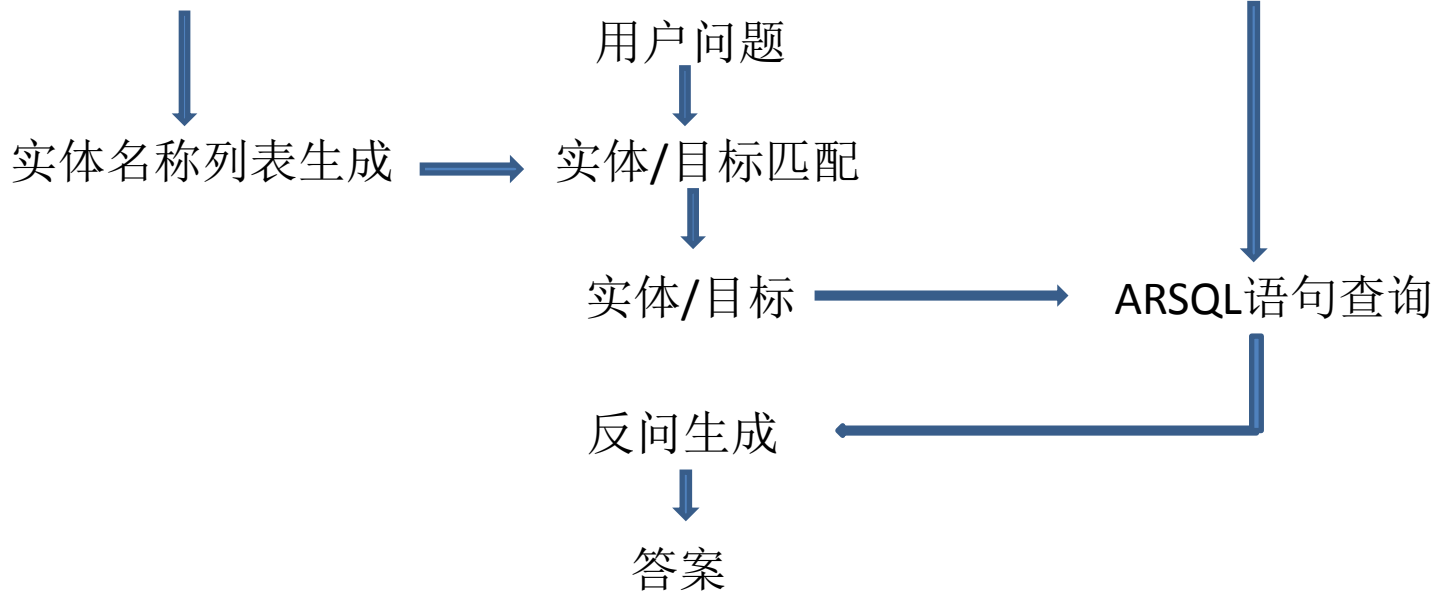 用户问题
实体名称列表生成
实体/目标匹配
实体/目标
ARSQL语句查询
反问生成
答案